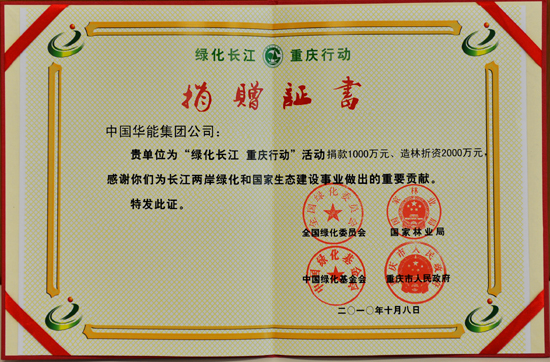 绿化长江 重庆行动
捐赠証書
中国华能集团公司：
贵单位为“绿化长江 重庆行动”活动捐款1000万元、造林折资2000万元，
感谢你们为长江两岸绿化和国家生态建设事业做出的重要贡献。
特发此证。
全国绿化委员会 国家林业局
中国绿化基金会 重庆市人民政府
二〇一〇年十月八日